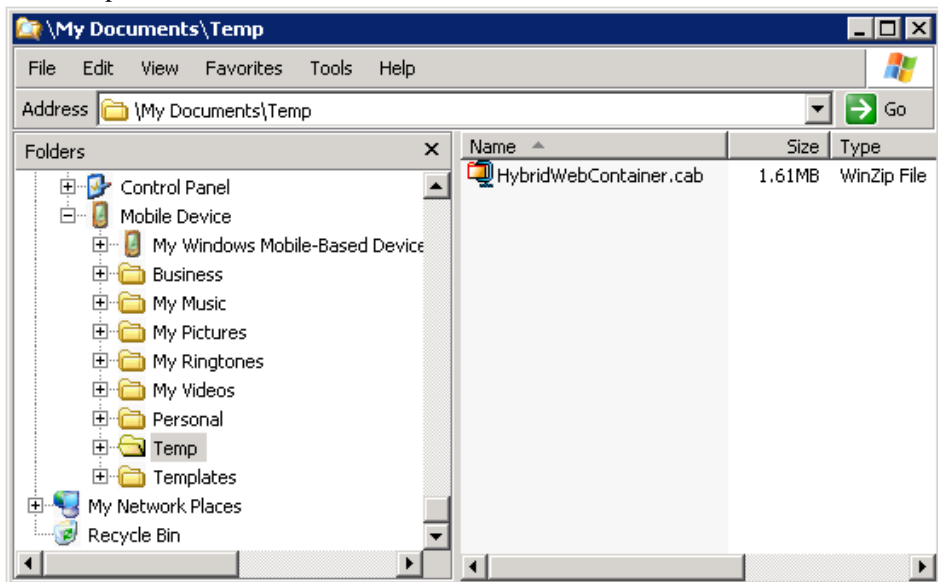 \My Documents\Temp
File Edit View Favorites Tools Help
Address \My Documents\Temp Go
Folders x
Name Size Type
HybridWebContainer.cab 1.61MB WinZip File
Control Panel
Mobile Device
My Windows Mobile-Based Device
Business
My Music
My Pictures
My Ringtones
My Videos
Personal
Temp
Templates
My Network Places
Recycle Bin